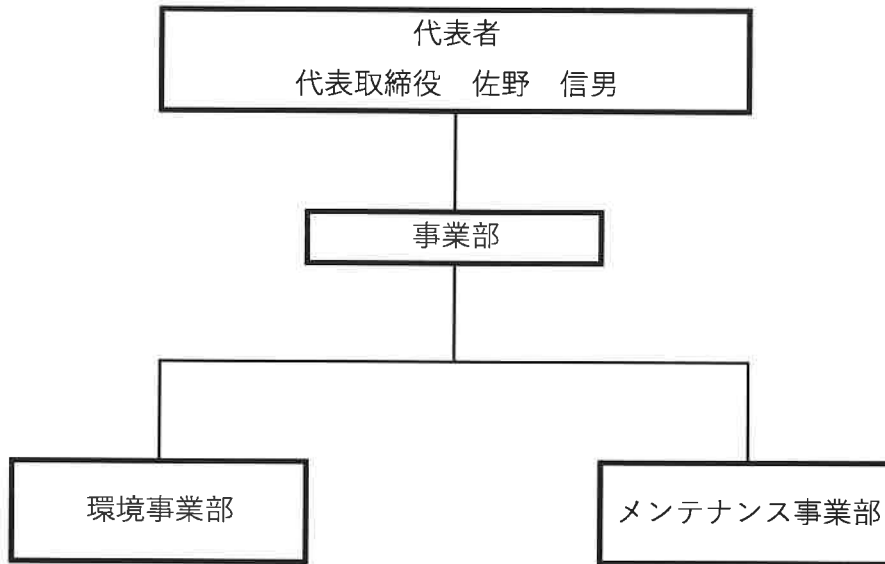 代表者
代表取締役　佐野　信男
事業部
環境事業部
メンテナンス事業部